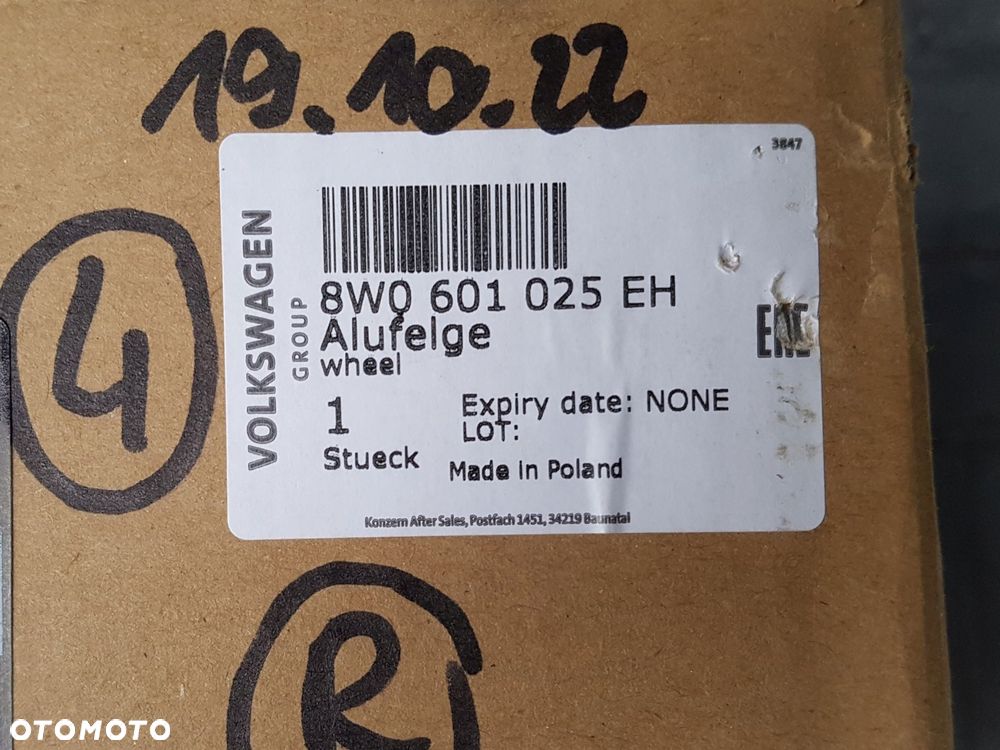 19.10.22
3847
VOLKSWAGEN
GROUP
8W0 601 025 EH
Alufelge
wheel
1
Stueck
Expiry date: NONE
LOT:
Made in Poland
EAC
Konzern After Sales, Postfach 1451, 34219 Baunatal
4
R
OTOMOTO